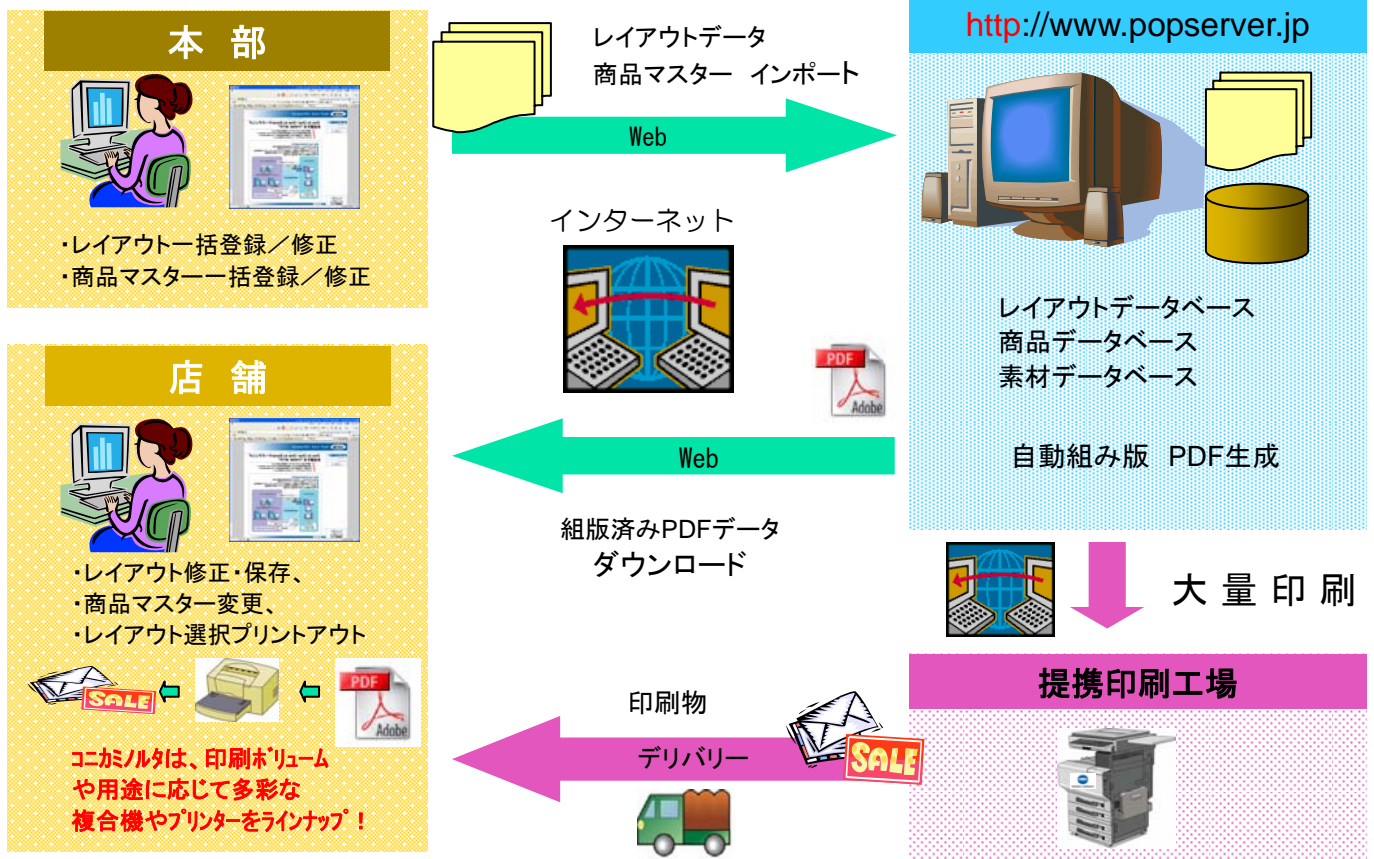 本 部
・レイアウト一括登録／修正
・商品マスター一括登録／修正
レイアウトデータ
商品マスター　インポート
Web
http://www.popserver.jp
レイアウトデータベース
商品データベース
素材データベース
自動組み版　PDF生成
インターネット
PDF
Adobe
Web
組版済みPDFデータ
ダウンロード
店 舗
・レイアウト修正・保存、
・商品マスター変更、
・レイアウト選択プリントアウト
SALE
PDF
Adobe
ｺﾆｶﾐﾉﾙﾀは、印刷ﾎﾞﾘｭｰﾑ
や用途に応じて多彩な
複合機やﾌﾟﾘﾝﾀｰをﾗｲﾝﾅｯﾌﾟ！
大 量 印 刷
提携印刷工場
印刷物
デリバリー
SALE